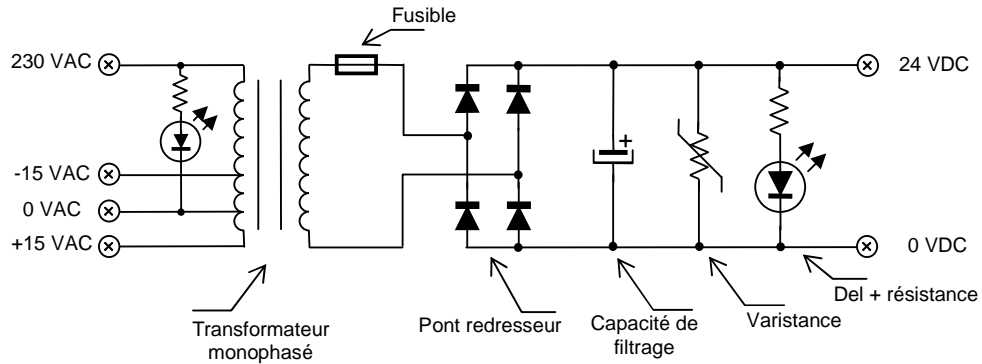 Fusible
230 VAC
24 VDC
+
-15 VAC
0 VAC
+15 VAC
0 VDC
Del + résistance
Transformateur
monophasé
Pont redresseur
Capacité de
filtrage
Varistance